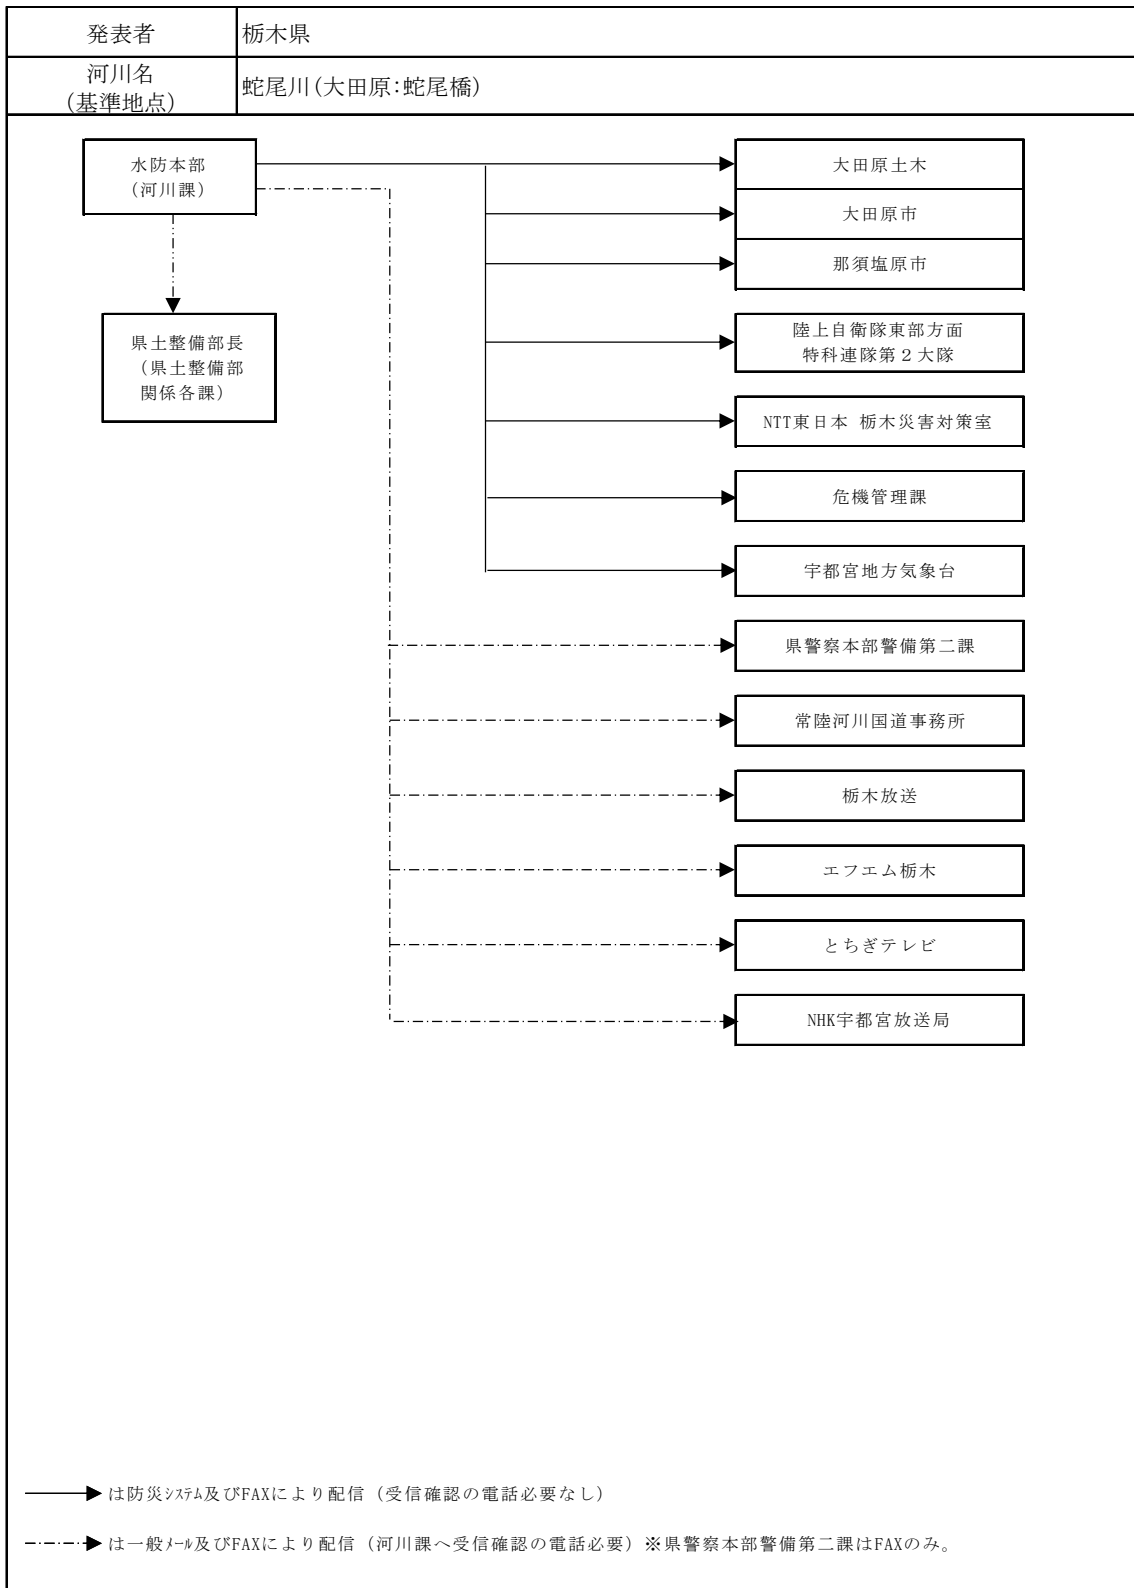 発表者
栃木県
河川名
(基準地点)
蛇尾川(大田原:蛇尾橋)
水防本部
(河川課)
県土整備部長
(県土整備部
関係各課)
大田原土木
大田原市
那須塩原市
陸上自衛隊東部方面
特科連隊第２大隊
NTT東日本 栃木災害対策室
危機管理課
宇都宮地方気象台
県警察本部警備第二課
常陸河川国道事務所
栃木放送
エフエム栃木
とちぎテレビ
NHK宇都宮放送局
は防災ｼｽﾃﾑ及びFAXにより配信（受信確認の電話必要なし）
は一般ﾒｰﾙ及びFAXにより配信（河川課へ受信確認の電話必要）※県警察本部警備第二課はFAXのみ。